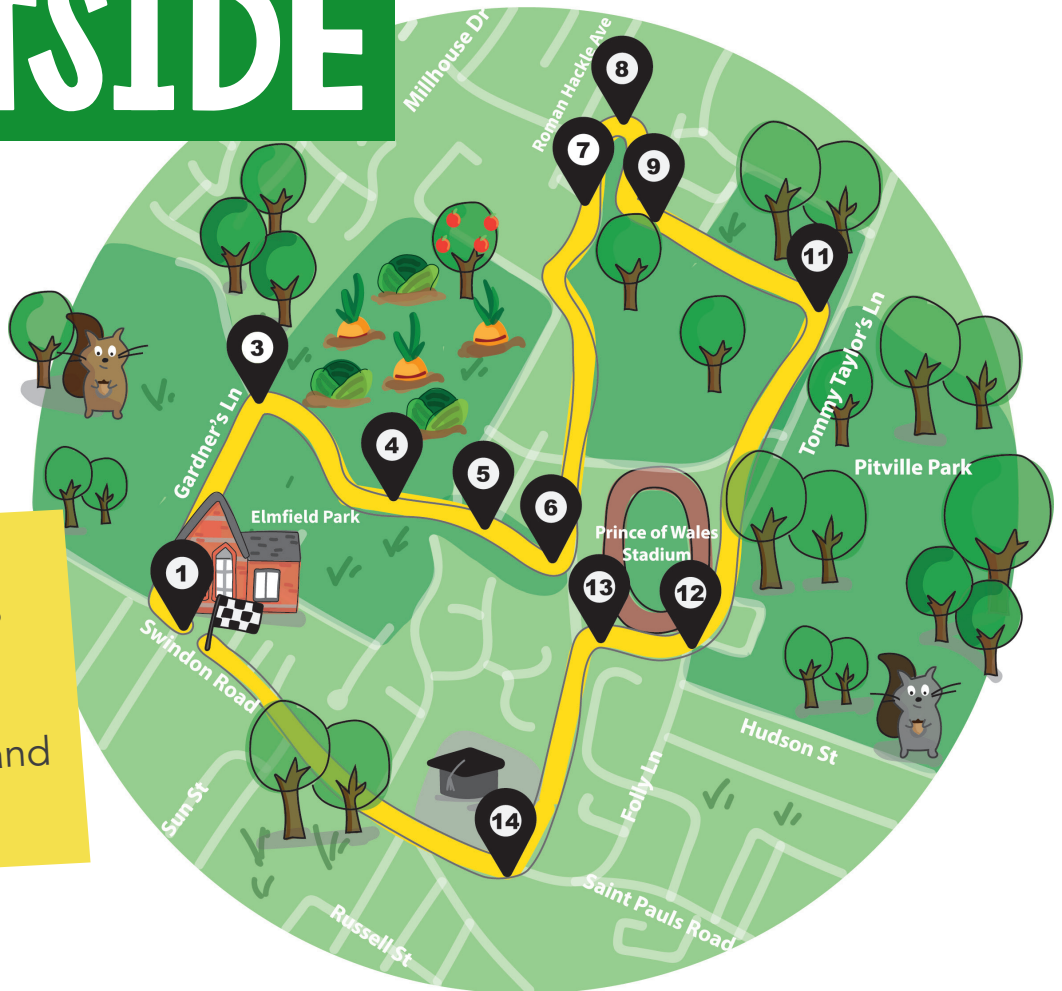 TSIDE
Millhouse Dr
Roman Hackle Ave
8
7
9
11
3
Gardner's Ln
Tommy Taylor's Ln
4
5
6
Pitville Park
Elmfield Park
Prince of Wales
Stadium
1
13
12
Swindon Road
and
Hudson St
Folly Ln
Sun St
14
Saint Pauls Road
Russell St